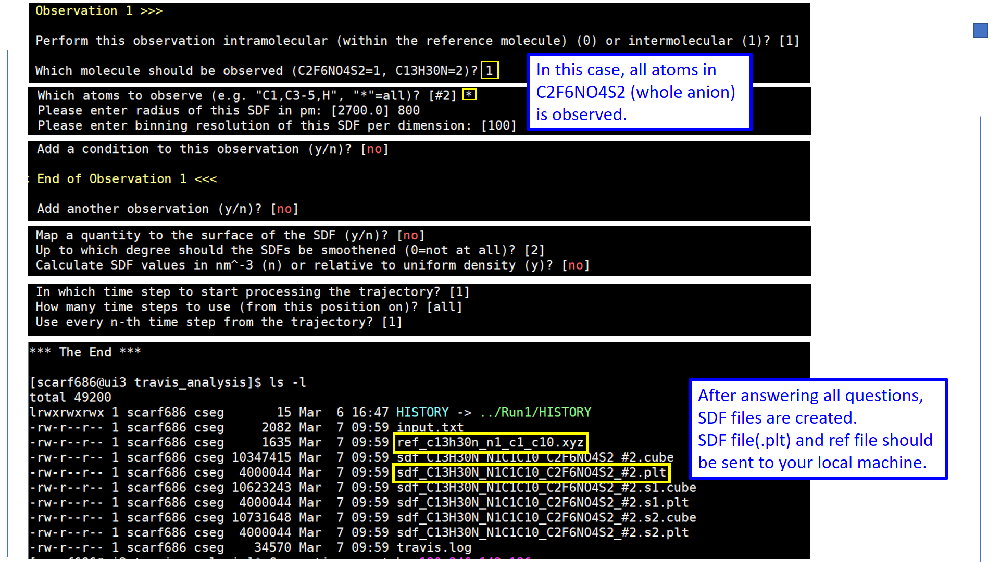 Observation 1 >>>
Perform this observation intramolecular (within the reference molecule) (0) or intermolecular (1)? [1]
Which molecule should be observed (C2F6NO4S2=1, C13H30N=2)? 1
In this case, all atoms in
C2F6NO4S2 (whole anion)
is observed.
Which atoms to observe (e.g. "C1,C3-5,H", "*"=all)? [#2] *
Please enter radius of this SDF in pm: [2700.0] 800
Please enter binning resolution of this SDF per dimension: [100]
Add a condition to this observation (y/n)? [no]
End of Observation 1 <<<
Add another observation (y/n)? [no]
Map a quantity to the surface of the SDF (y/n)? [no]
Up to which degree should the SDFs be smoothened (0=not at all)? [2]
Calculate SDF values in nm^-3 (n) or relative to uniform density (y)? [no]
In which time step to start processing the trajectory? [1]
How many time steps to use (from this position on)? [all]
Use every n-th time step from the trajectory? [1]
*** The End ***
[scarf686@ui3 travis_analysis]$ ls -l
total 49200
lrwxrwxrwx 1 scarf686 cseg 15 Mar 6 16:47 HISTORY -> ../Run1/HISTORY
-rw-r--r-- 1 scarf686 cseg 2082 Mar 7 09:59 input.txt
-rw-r--r-- 1 scarf686 cseg 1635 Mar 7 09:59 ref_c13h30n_n1_c1_c10.xyz
-rw-r--r-- 1 scarf686 cseg 10347415 Mar 7 09:59 sdf_C13H30N_N1C1C10_C2F6NO4S2_#2.cube
-rw-r--r-- 1 scarf686 cseg 4000044 Mar 7 09:59 sdf_C13H30N_N1C1C10_C2F6NO4S2_#2.plt
-rw-r--r-- 1 scarf686 cseg 10623243 Mar 7 09:59 sdf_C13H30N_N1C1C10_C2F6NO4S2_#2.s1.cube
-rw-r--r-- 1 scarf686 cseg 4000044 Mar 7 09:59 sdf_C13H30N_N1C1C10_C2F6NO4S2_#2.s1.plt
-rw-r--r-- 1 scarf686 cseg 10731648 Mar 7 09:59 sdf_C13H30N_N1C1C10_C2F6NO4S2_#2.s2.cube
-rw-r--r-- 1 scarf686 cseg 4000044 Mar 7 09:59 sdf_C13H30N_N1C1C10_C2F6NO4S2_#2.s2.plt
-rw-r--r-- 1 scarf686 cseg 34570 Mar 7 09:59 travis.log
After answering all questions,
SDF files are created.
SDF file(.plt) and ref file should
be sent to your local machine.